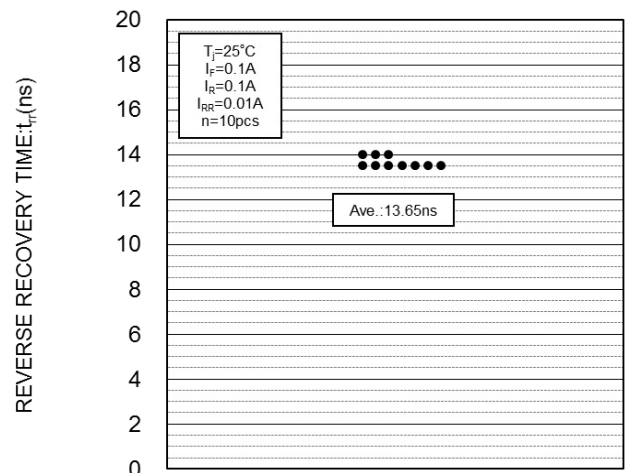 REVERSE RECOVERY TIME:trr(ns)
20
18
16
14
12
10
8
6
4
2
0
Tj=25°C
IF=0.1A
IR=0.1A
IRR=0.01A
n=10pcs
Ave.:13.65ns